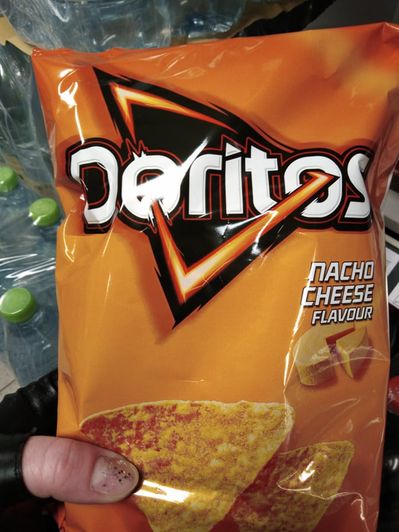 Doritos
NACHO
CHEESE
FLAVOUR